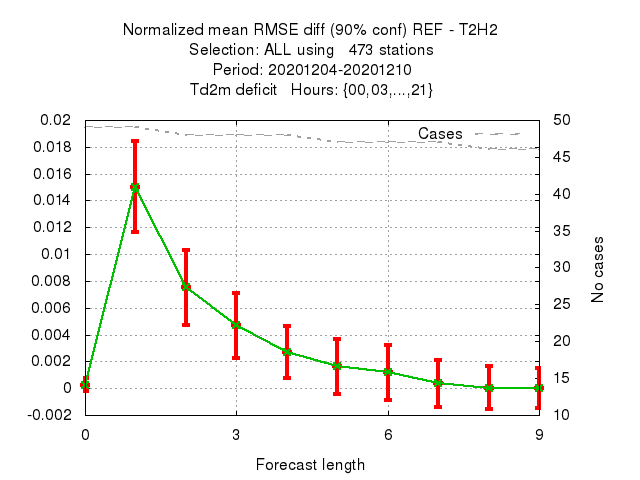 Normalized mean RMSE diff (90% conf) REF - T2H2
Selection: ALL using   473 stations
Period: 20201204-20201210
Td2m deficit   Hours: {00,03,...,21}
Cases
0.02
0.018
0.016
0.014
0.012
0.01
0.008
0.006
0.004
0.002
0
-0.002
50
45
40
35
30
25
20
15
10
No cases
0 3 6 9
Forecast length